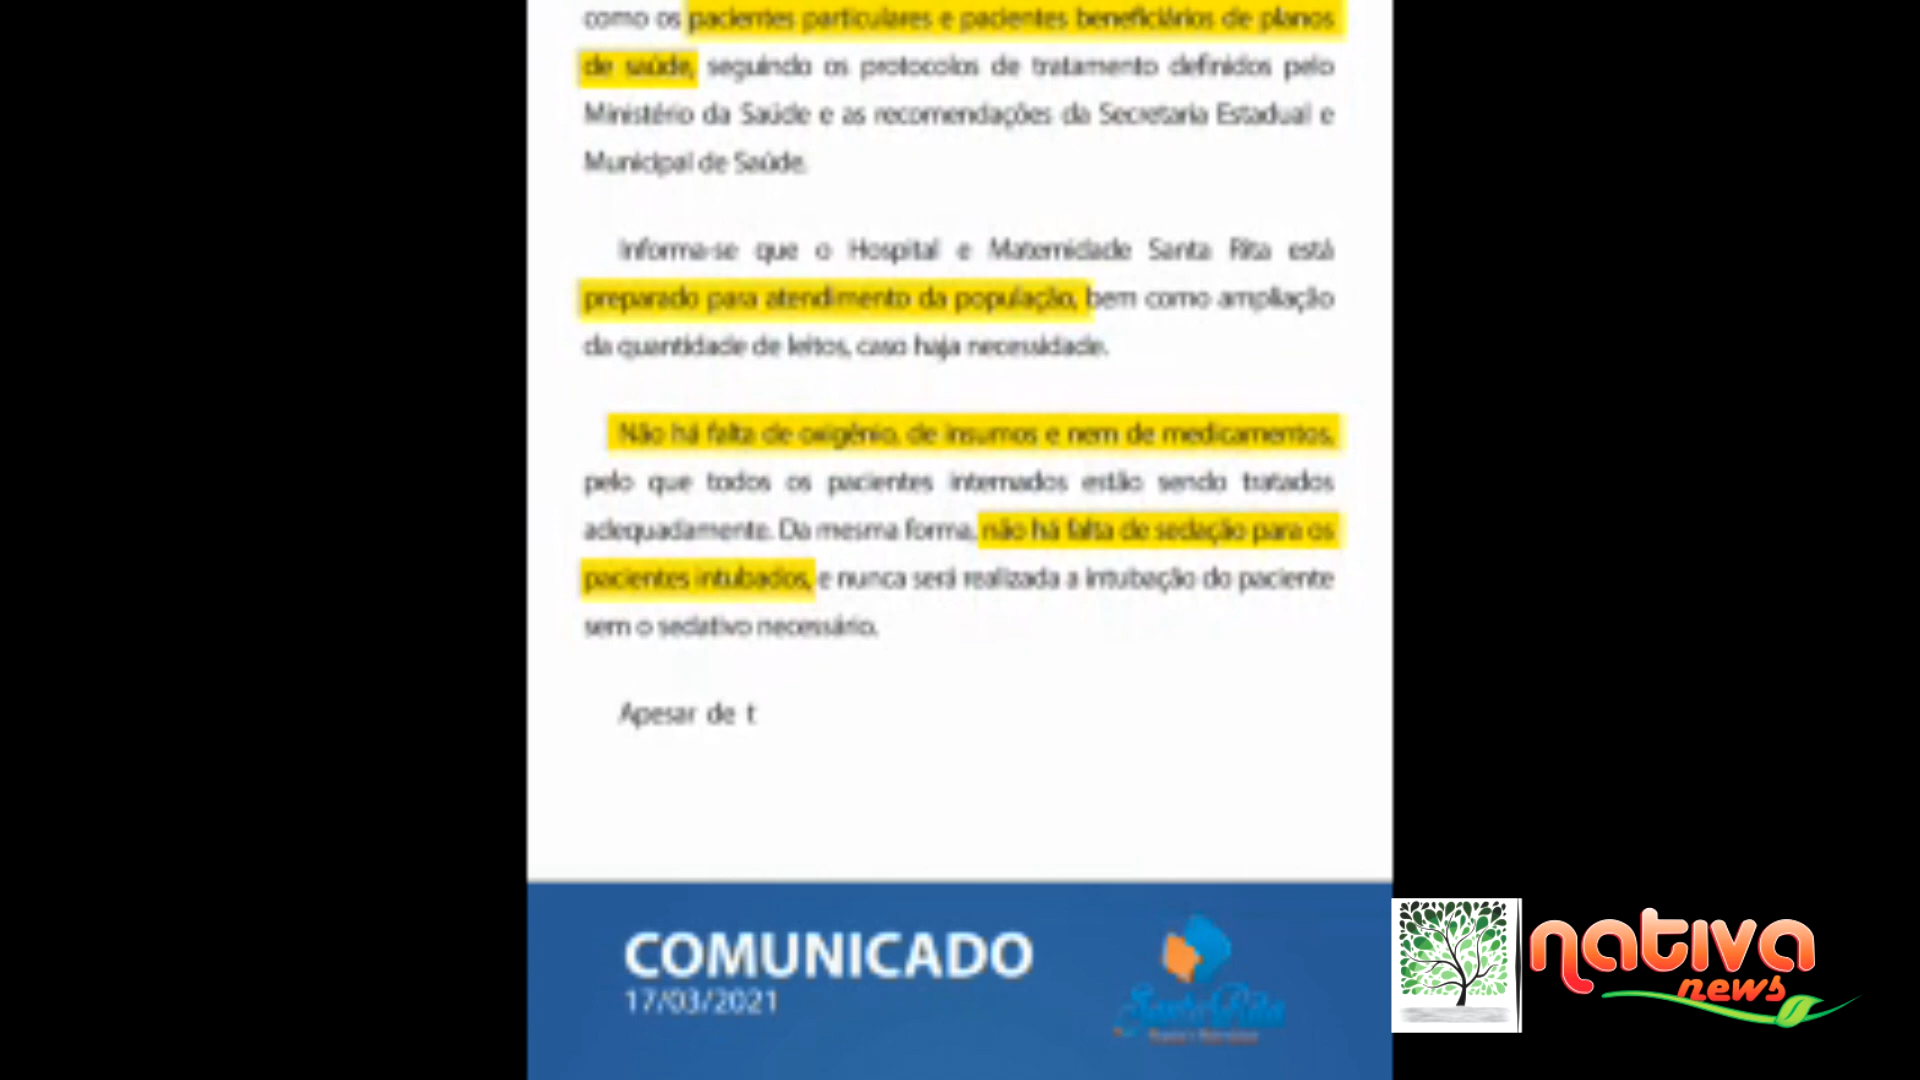 como os pacientes particulares e pacientes beneficiários de planos
de saúde, seguindo os protocolos de tratamento definidos pelo
Ministério da Saúde e as recomendações da Secretaria Estadual e
Municipal de Saúde.
Informa-se que o Hospital e Maternidade Santa Rita está
preparado para atendimento da população, bem como ampliação
da quantidade de leitos, caso haja necessidade.
Não há falta de oxigênio, de insumos e nem de medicamentos,
pelo que todos os pacientes internados estão sendo tratados
adequadamente. Da mesma forma, não há falta de sedação para os
pacientes intubados, e nunca será realizada a intubação do paciente
sem o sedativo necessário.
Apesar de t
COMUNICADO
17/03/2021
Santa Rita
nativa
news